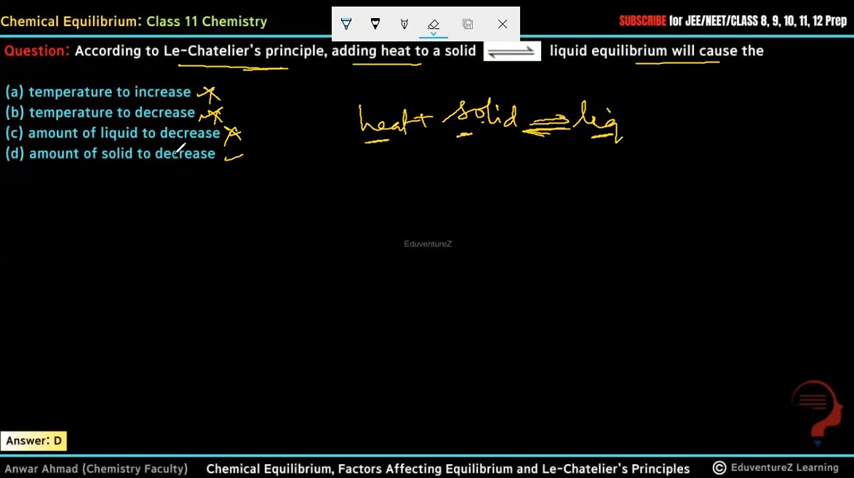 Chemical Equilibrium: Class 11 Chemistry
SUBSCRIBE for JEE/NEET/CLASS 8, 9, 10, 11, 12 Prep
Question: According to Le-Chatelier's principle, adding heat to a solid ⇌ liquid equilibrium will cause the
(a) temperature to increase
(b) temperature to decrease
(c) amount of liquid to decrease
(d) amount of solid to decrease
heat + solid ⇌ liq
EduventureZ
Answer: D
Anwar Ahmad (Chemistry Faculty) Chemical Equilibrium, Factors Affecting Equilibrium and Le-Chatelier's Principles © EduventureZ Learning